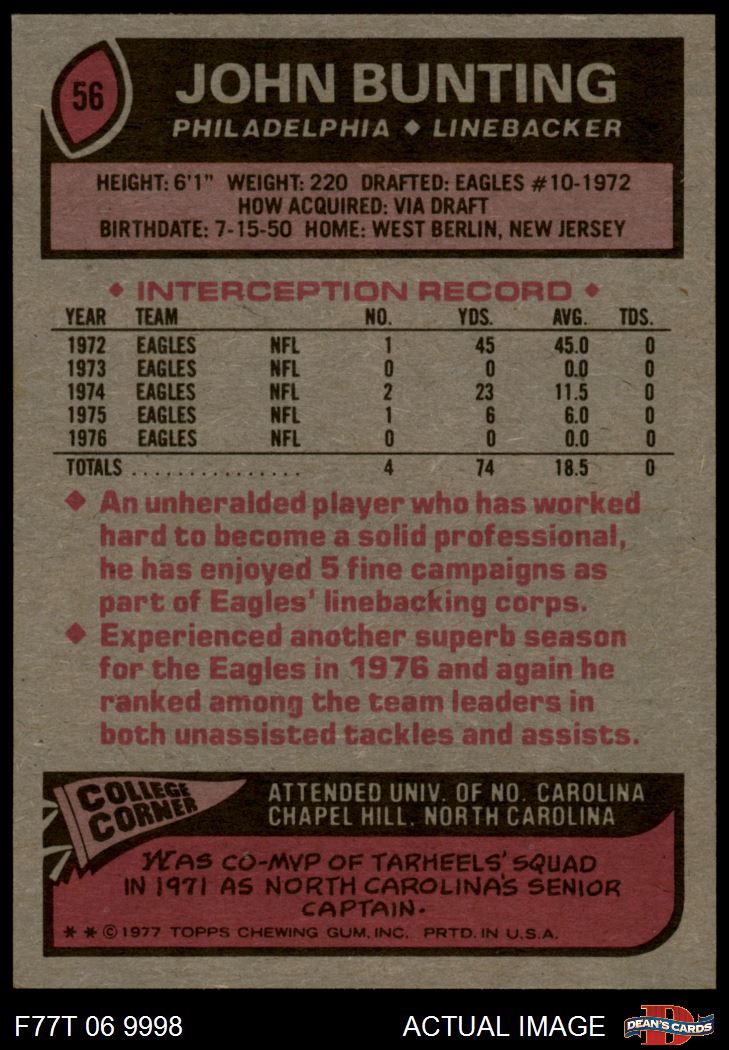 56
JOHN BUNTING
PHILADELPHIA ◆ LINEBACKER
HEIGHT: 6'1" WEIGHT: 220 DRAFTED: EAGLES #10-1972
HOW ACQUIRED: VIA DRAFT
BIRTHDATE: 7-15-50 HOME: WEST BERLIN, NEW JERSEY
◆ INTERCEPTION RECORD ◆
YEAR TEAM NO. YDS. AVG. TDS.
1972 EAGLES NFL 1 45 45.0 0
1973 EAGLES NFL 0 0 0.0 0
1974 EAGLES NFL 2 23 11.5 0
1975 EAGLES NFL 1 6 6.0 0
1976 EAGLES NFL 0 0 0.0 0
TOTALS ................ 4 74 18.5 0
◆ An unheralded player who has worked
hard to become a solid professional,
he has enjoyed 5 fine campaigns as
part of Eagles' linebacking corps.
◆ Experienced another superb season
for the Eagles in 1976 and again he
ranked among the team leaders in
both unassisted tackles and assists.
COLLEGE
CORNER
ATTENDED UNIV. OF NO. CAROLINA
CHAPEL HILL, NORTH CAROLINA
WAS CO-MVP OF TARHEELS' SQUAD
IN 1971 AS NORTH CAROLINA'S SENIOR
CAPTAIN.
* * © 1977 TOPPS CHEWING GUM, INC. PRTD. IN U.S.A.
F77T 06 9998 ACTUAL IMAGE
D
DEAN'S CARDS